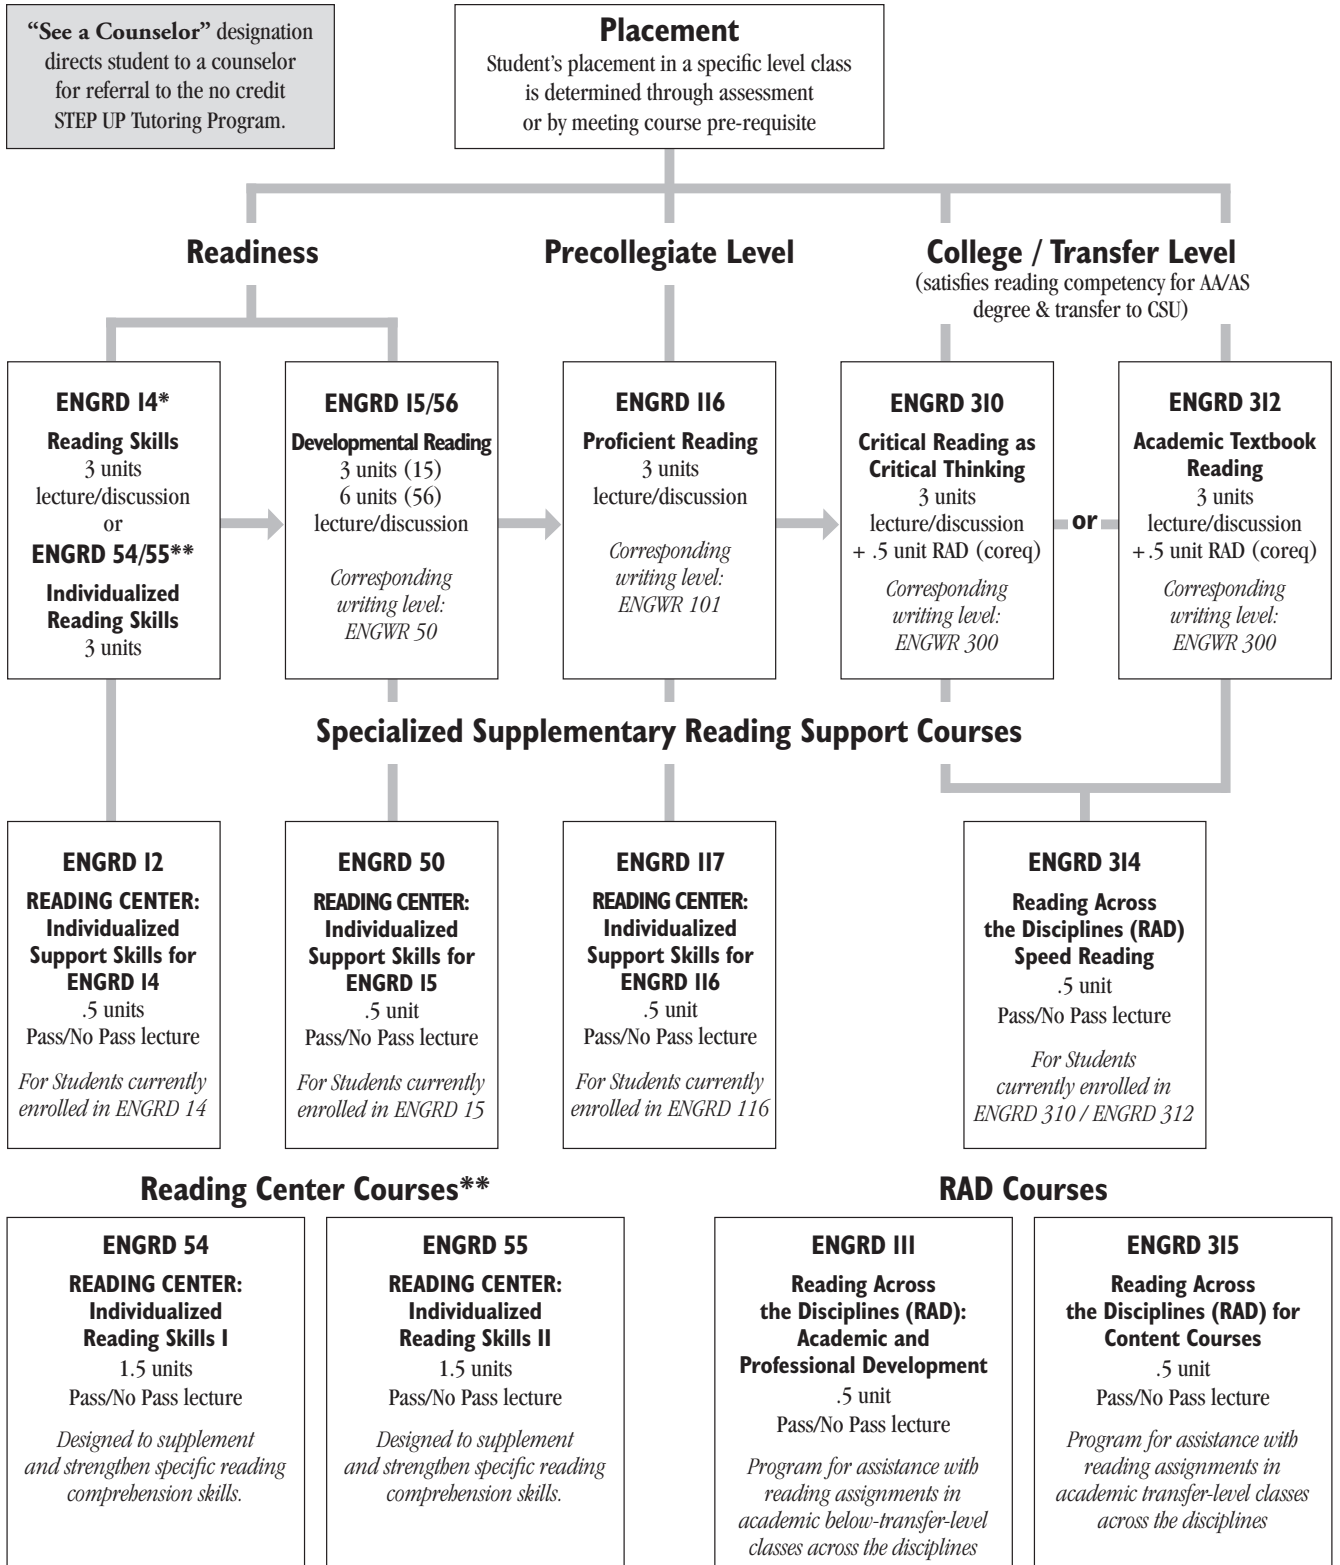 “See a Counselor” designation
directs student to a counselor
for referral to the no credit
STEP UP Tutoring Program.
Placement
Student’s placement in a specific level class
is determined through assessment
or by meeting course pre-requisite
Readiness
Precollegiate Level
College / Transfer Level
(satisfies reading competency for AA/AS
degree & transfer to CSU)
ENGRD 14*
Reading Skills
3 units
lecture/discussion
or
ENGRD 54/55**
Individualized
Reading Skills
3 units
ENGRD 15/56
Developmental Reading
3 units (15)
6 units (56)
lecture/discussion
Corresponding
writing level:
ENGWR 50
ENGRD 116
Proficient Reading
3 units
lecture/discussion
Corresponding
writing level:
ENGWR 101
ENGRD 310
Critical Reading as
Critical Thinking
3 units
lecture/discussion
+ .5 unit RAD (coreq)
Corresponding
writing level:
ENGWR 300
or
ENGRD 312
Academic Textbook
Reading
3 units
lecture/discussion
+ .5 unit RAD (coreq)
Corresponding
writing level:
ENGWR 300
Specialized Supplementary Reading Support Courses
ENGRD 12
READING CENTER:
Individualized
Support Skills for
ENGRD 14
.5 units
Pass/No Pass lecture
For Students currently
enrolled in ENGRD 14
ENGRD 50
READING CENTER:
Individualized
Support Skills for
ENGRD 15
.5 unit
Pass/No Pass lecture
For Students currently
enrolled in ENGRD 15
ENGRD 117
READING CENTER:
Individualized
Support Skills for
ENGRD 116
.5 unit
Pass/No Pass lecture
For Students currently
enrolled in ENGRD 116
ENGRD 314
Reading Across
the Disciplines (RAD)
Speed Reading
.5 unit
Pass/No Pass lecture
For Students
currently enrolled in
ENGRD 310 / ENGRD 312
Reading Center Courses**
ENGRD 54
READING CENTER:
Individualized
Reading Skills I
1.5 units
Pass/No Pass lecture
Designed to supplement
and strengthen specific reading
comprehension skills.
ENGRD 55
READING CENTER:
Individualized
Reading Skills II
1.5 units
Pass/No Pass lecture
Designed to supplement
and strengthen specific reading
comprehension skills.
RAD Courses
ENGRD 111
Reading Across
the Disciplines (RAD):
Academic and
Professional Development
.5 unit
Pass/No Pass lecture
Program for assistance with
reading assignments in
academic below-transfer-level
classes across the disciplines
ENGRD 315
Reading Across
the Disciplines (RAD) for
Content Courses
.5 unit
Pass/No Pass lecture
Program for assistance with
reading assignments in
academic transfer-level classes
across the disciplines